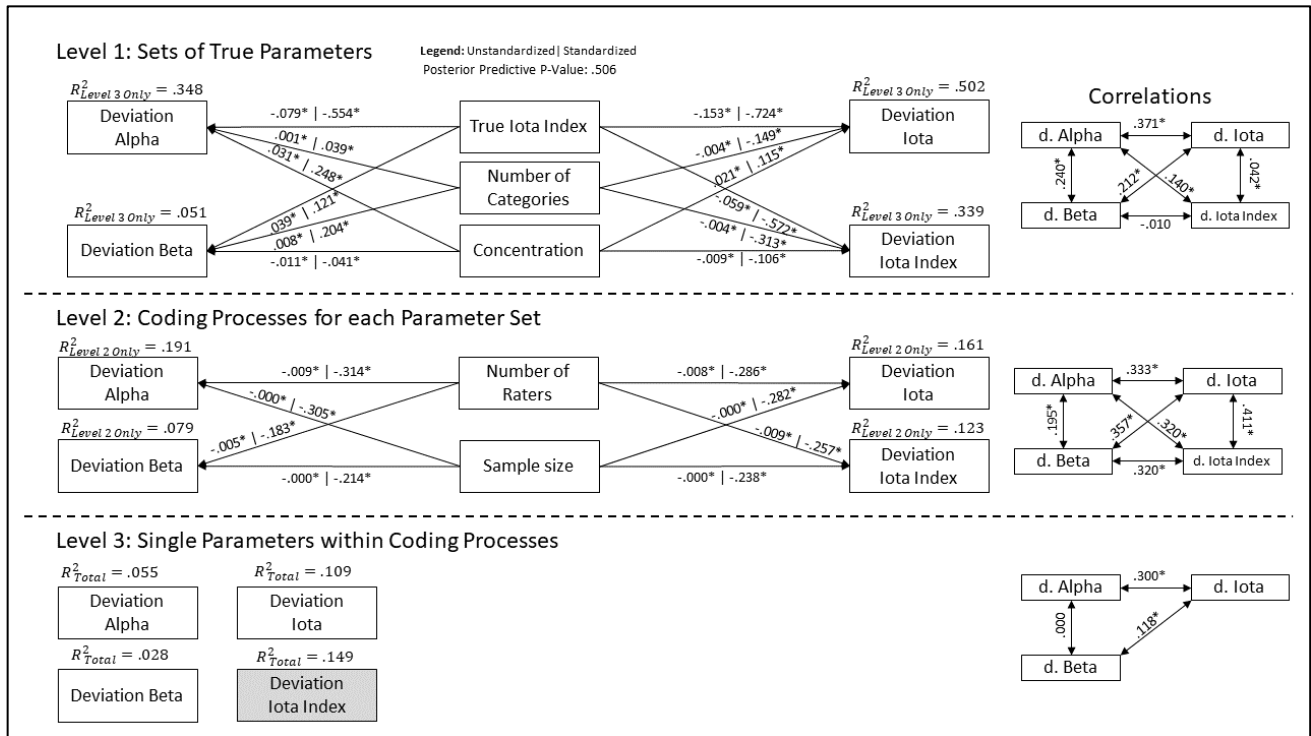 Level 1: Sets of True Parameters
Legend: Unstandardized| Standardized
Posterior Predictive P-Value: .506
R²Level 3 Only = .348
Deviation
Alpha
R²Level 3 Only = .051
Deviation Beta
True Iota Index
Number of
Categories
Concentration
R²Level 3 Only = .502
Deviation
Iota
R²Level 3 Only = .339
Deviation
Iota Index
-.079* | -.554*
.001* | .039*
.031* | .248*
.039* | .121*
.008* | .204*
-.011* | -.041*
-.153* | -.724*
-.004* | -.149*
.021* | .115*
-.059* | -.572*
-.004* | -.313*
-.009* | -.106*
Correlations
d. Alpha
.371*
d. Iota
.240*
.212*
.140*
.042*
d. Beta
-.010
d. Iota Index
Level 2: Coding Processes for each Parameter Set
R²Level 2 Only = .191
Deviation
Alpha
R²Level 2 Only = .079
Deviation Beta
Number of
Raters
Sample size
R²Level 2 Only = .161
Deviation
Iota
R²Level 2 Only = .123
Deviation
Iota Index
-.009* | -.314*
-.000* | -.305*
-.005* | -.183*
-.000* | -.214*
-.008* | -.286*
-.000* | -.282*
-.009* | -.257*
-.000* | -.238*
d. Alpha
.333*
d. Iota
.195*
.357*
.320*
.411*
d. Beta
.320*
d. Iota Index
Level 3: Single Parameters within Coding Processes
R²Total = .055
Deviation
Alpha
R²Total = .109
Deviation
Iota
R²Total = .028
Deviation Beta
R²Total = .149
Deviation
Iota Index
d. Alpha
.300*
d. Iota
.000
.118*
d. Beta